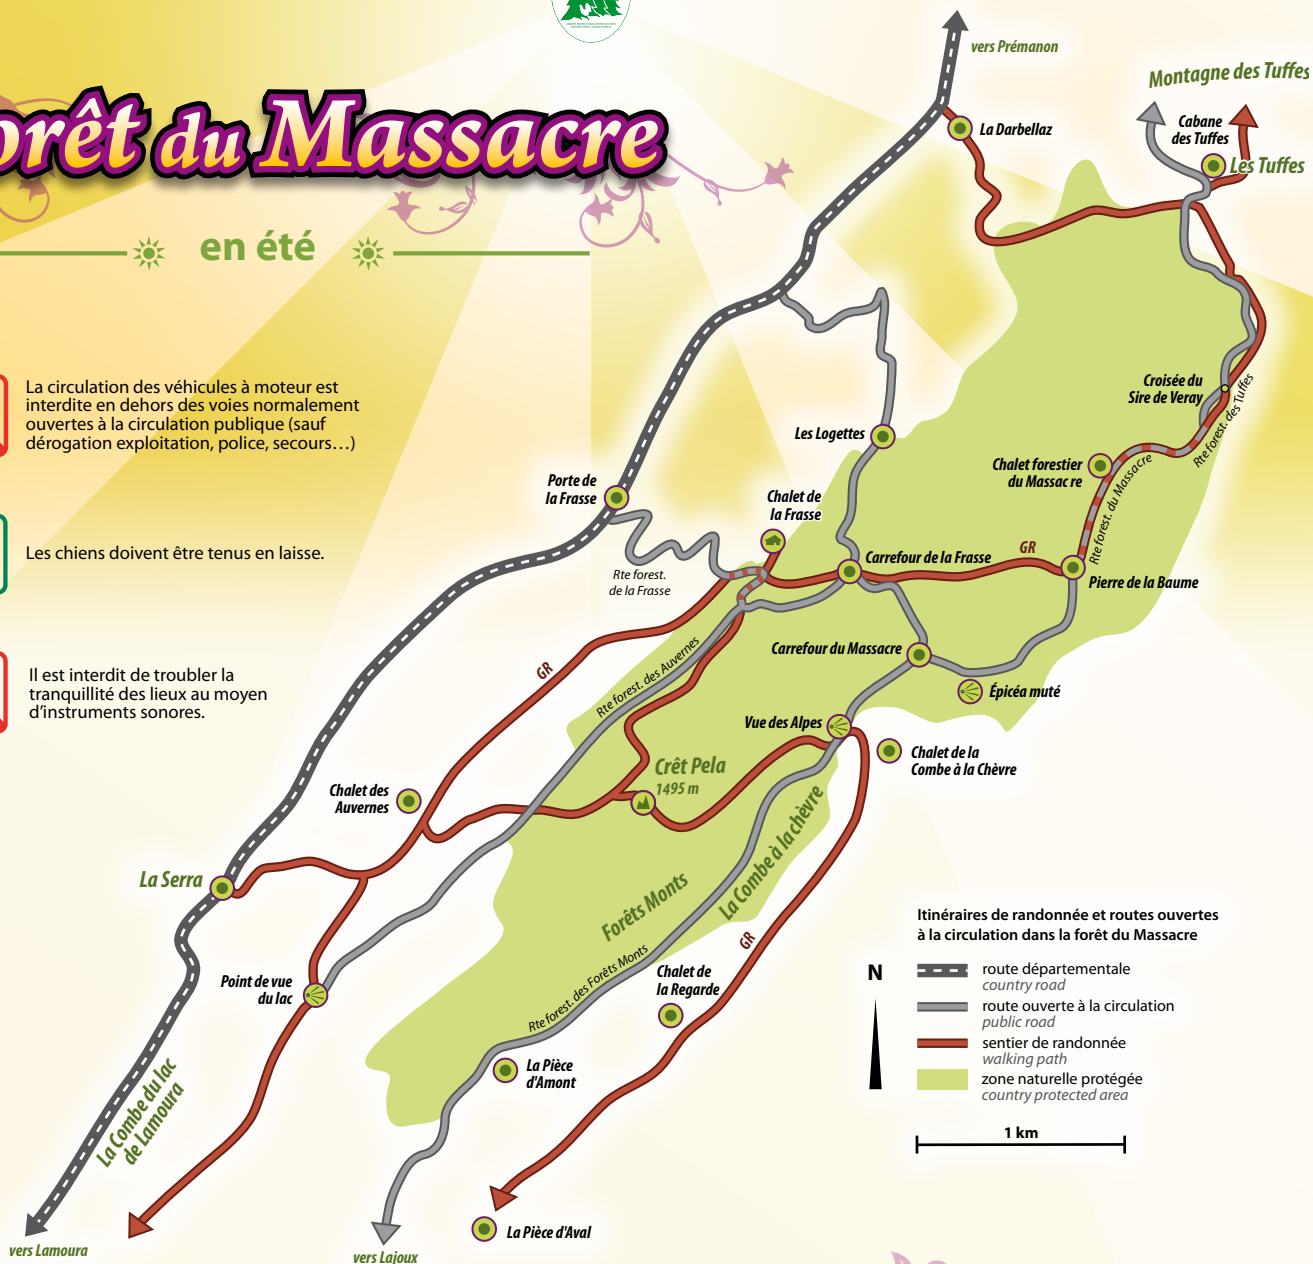 vers Prémanon
Montagne des Tuffes
Cabane
des Tuffes
Les Tuffes
La Darbellaz
orêt du Massacre
en été
La circulation des véhicules à moteur est
interdite en dehors des voies normalement
ouvertes à la circulation publique (sauf
dérogation exploitation, police, secours…)
Les chiens doivent être tenus en laisse.
Il est interdit de troubler la
tranquillité des lieux au moyen
d'instruments sonores.
Croisée du
Sire de Veray
Rte forest. des Tuffes
Les Logettes
Chalet forestier
du Massac re
Rte forest. du Massacre
Porte de
la Frasse
Chalet de
la Frasse
Carrefour de la Frasse
GR
Pierre de la Baume
Rte forest.
de la Frasse
Carrefour du Massacre
Rte forest. des Auvernes
GR
Épicéa muté
Vue des Alpes
Chalet de la
Combe à la Chèvre
Crêt Pela
1495 m
Chalet des
Auvernes
La Combe à la chèvre
La Serra
Forêts Monts
GR
Rte forest. des Forêts Monts
Chalet de
la Regarde
Point de vue
du lac
La Pièce
d'Amont
La Combe du lac
de Lamoura
La Pièce d'Aval
vers Lamoura
vers Lajoux
Itinéraires de randonnée et routes ouvertes
à la circulation dans la forêt du Massacre
N
route départementale
country road
route ouverte à la circulation
public road
sentier de randonnée
walking path
zone naturelle protégée
country protected area
1 km